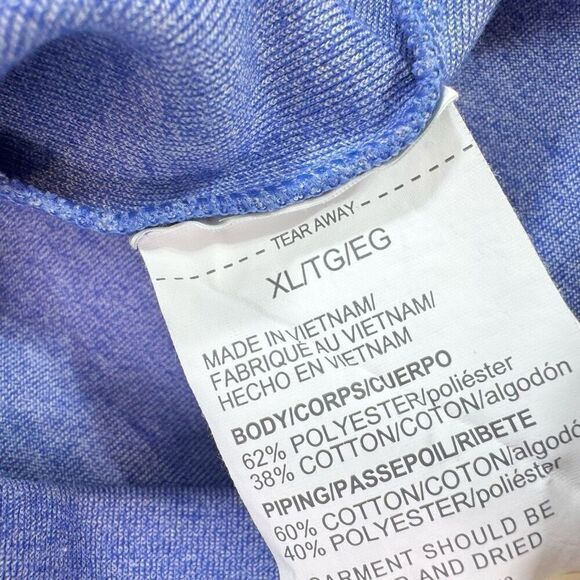 TEAR AWAY
XL/TG/EG
MADE IN VIETNAM/
FABRIQUÉ AU VIETNAM/
HECHO EN VIETNAM
BODY/CORPS/CUERPO
62% POLYESTER/poliéster
38% COTTON/COTON/algodón
PIPING/PASSEPOIL/RIBETE
60% COTTON/COTON/algodó
40% POLYESTER/poliéster
GARMENT SHOULD BE
AND DRIED